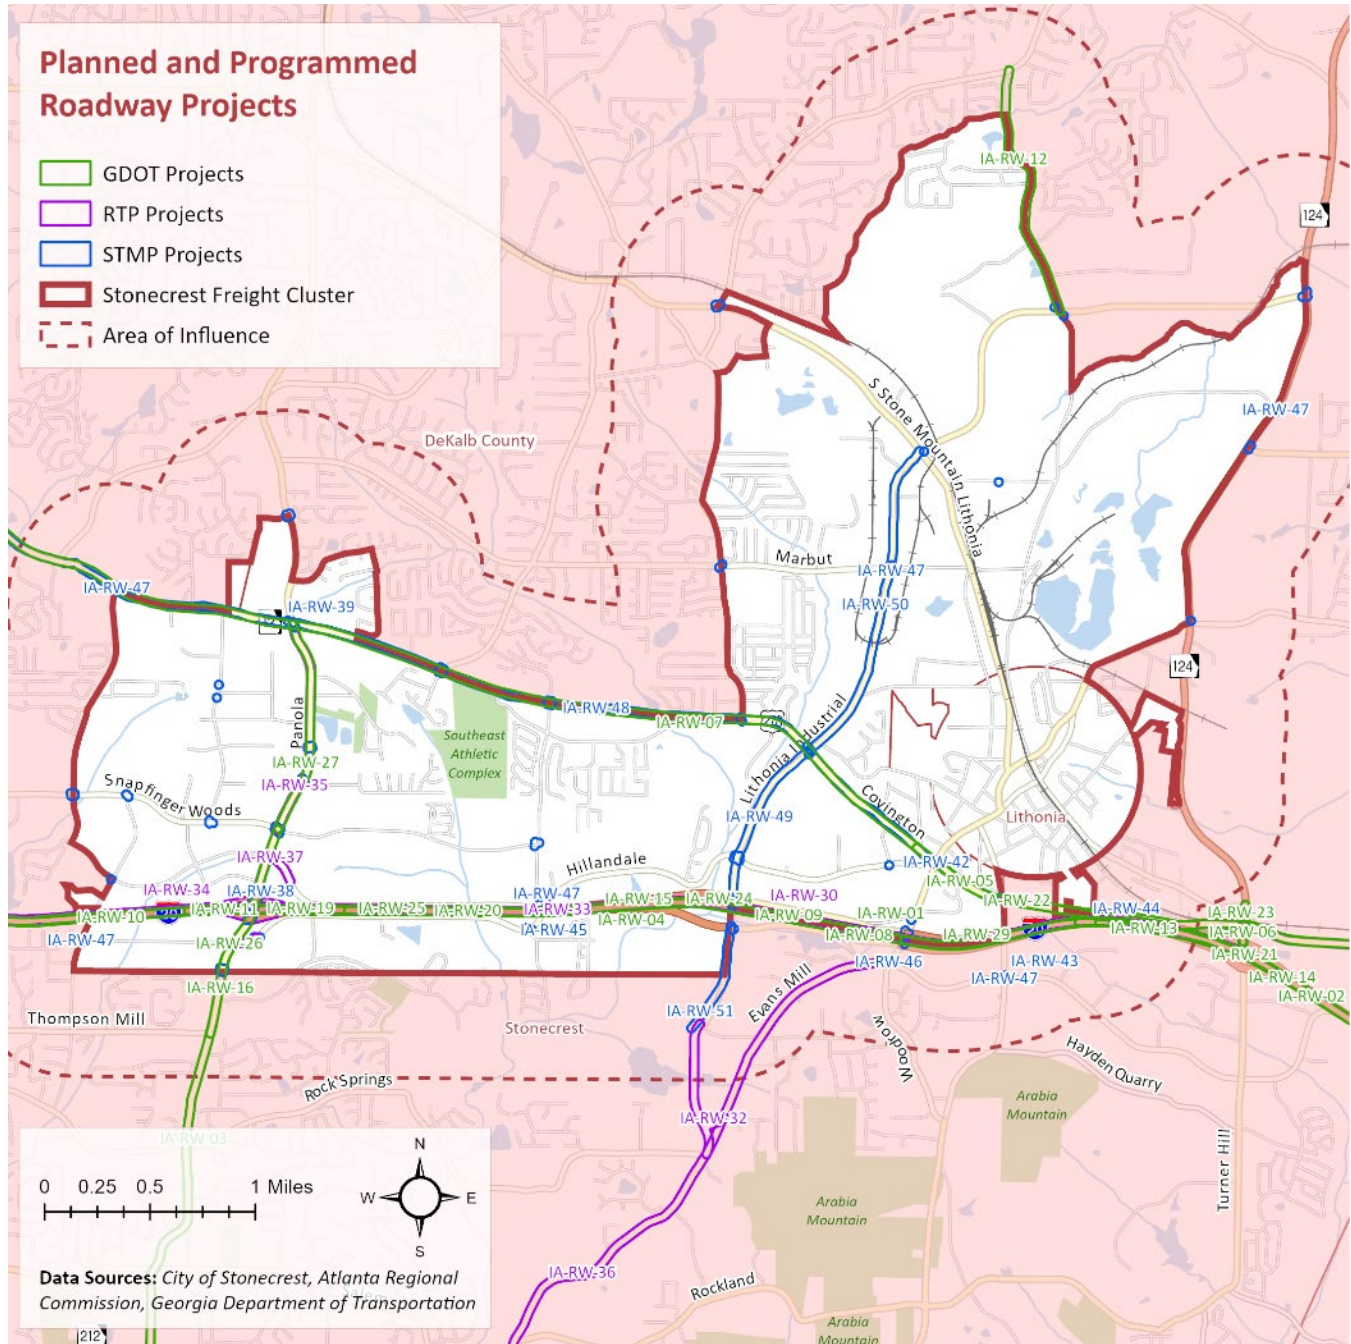 Planned and Programmed
Roadway Projects
GDOT Projects
RTP Projects
STMP Projects
Stonecrest Freight Cluster
Area of Influence
IA-RW-12
124
S Stone Mountain Lithonia
IA-RW-47
DeKalb County
Marbut
IA-RW-47
IA-RW-50
IA-RW-47
IA-RW-39
124
IA-RW-48
IA-RW-07
Panola
Southeast
Athletic
Complex
Lithonia Industrial
IA-RW-27
IA-RW-35
Snapfinger Woods
Covington
IA-RW-49
Lithonia
IA-RW-37
Hillandale
IA-RW-42
IA-RW-05
IA-RW-34
IA-RW-38
IA-RW-47
IA-RW-15
IA-RW-24
IA-RW-30
IA-RW-22
IA-RW-10
IA-RW-11
IA-RW-19
IA-RW-25
IA-RW-20
IA-RW-33
IA-RW-04
IA-RW-09
IA-RW-01
IA-RW-44
IA-RW-23
IA-RW-47
IA-RW-26
IA-RW-45
IA-RW-08
IA-RW-29
IA-RW-13
IA-RW-06
IA-RW-46
IA-RW-43
IA-RW-21
IA-RW-16
IA-RW-47
IA-RW-14
IA-RW-02
Thompson Mill
Stonecrest
IA-RW-51
Evans Mill
Woodrow
Hayden Quarry
Rock Springs
Arabia
Mountain
IA-RW-32
IA-RW-03
Turner Hill
N
W
E
S
0 0.25 0.5 1 Miles
Arabia
Mountain
IA-RW-36
Rockland
Data Sources: City of Stonecrest, Atlanta Regional
Commission, Georgia Department of Transportation
Salem
212
Arabia
Mountain